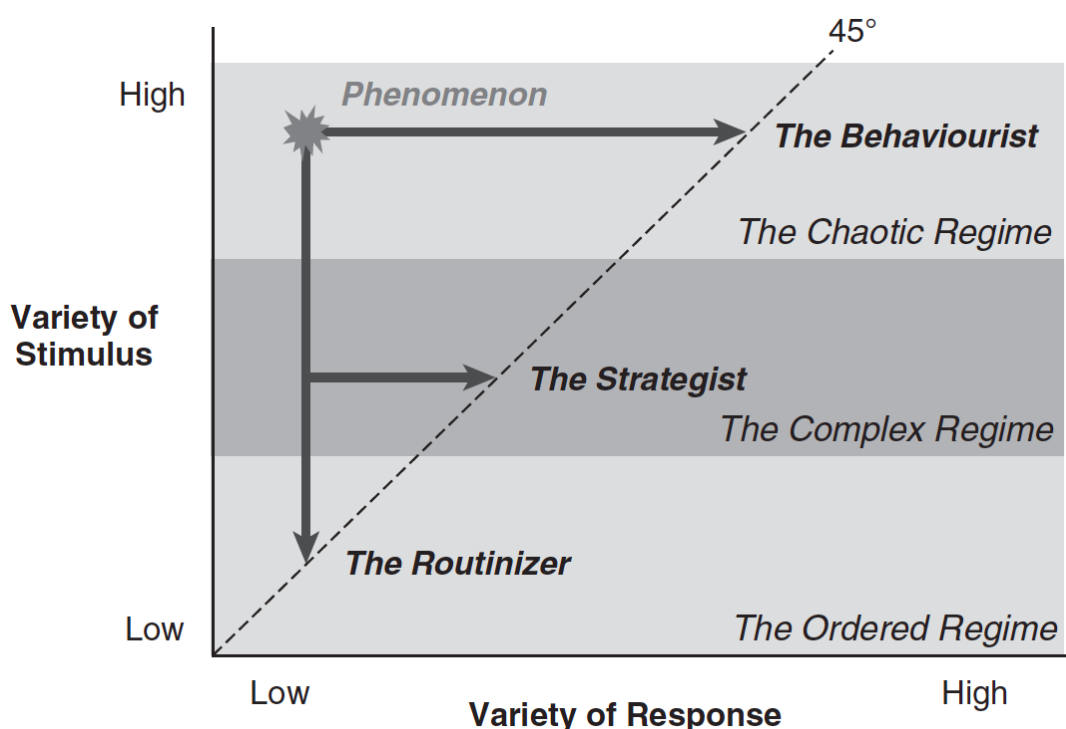 45°
High
Phenomenon
The Behaviourist
The Chaotic Regime
Variety of
Stimulus
The Strategist
The Complex Regime
The Routinizer
Low
The Ordered Regime
Low
High
Variety of Response